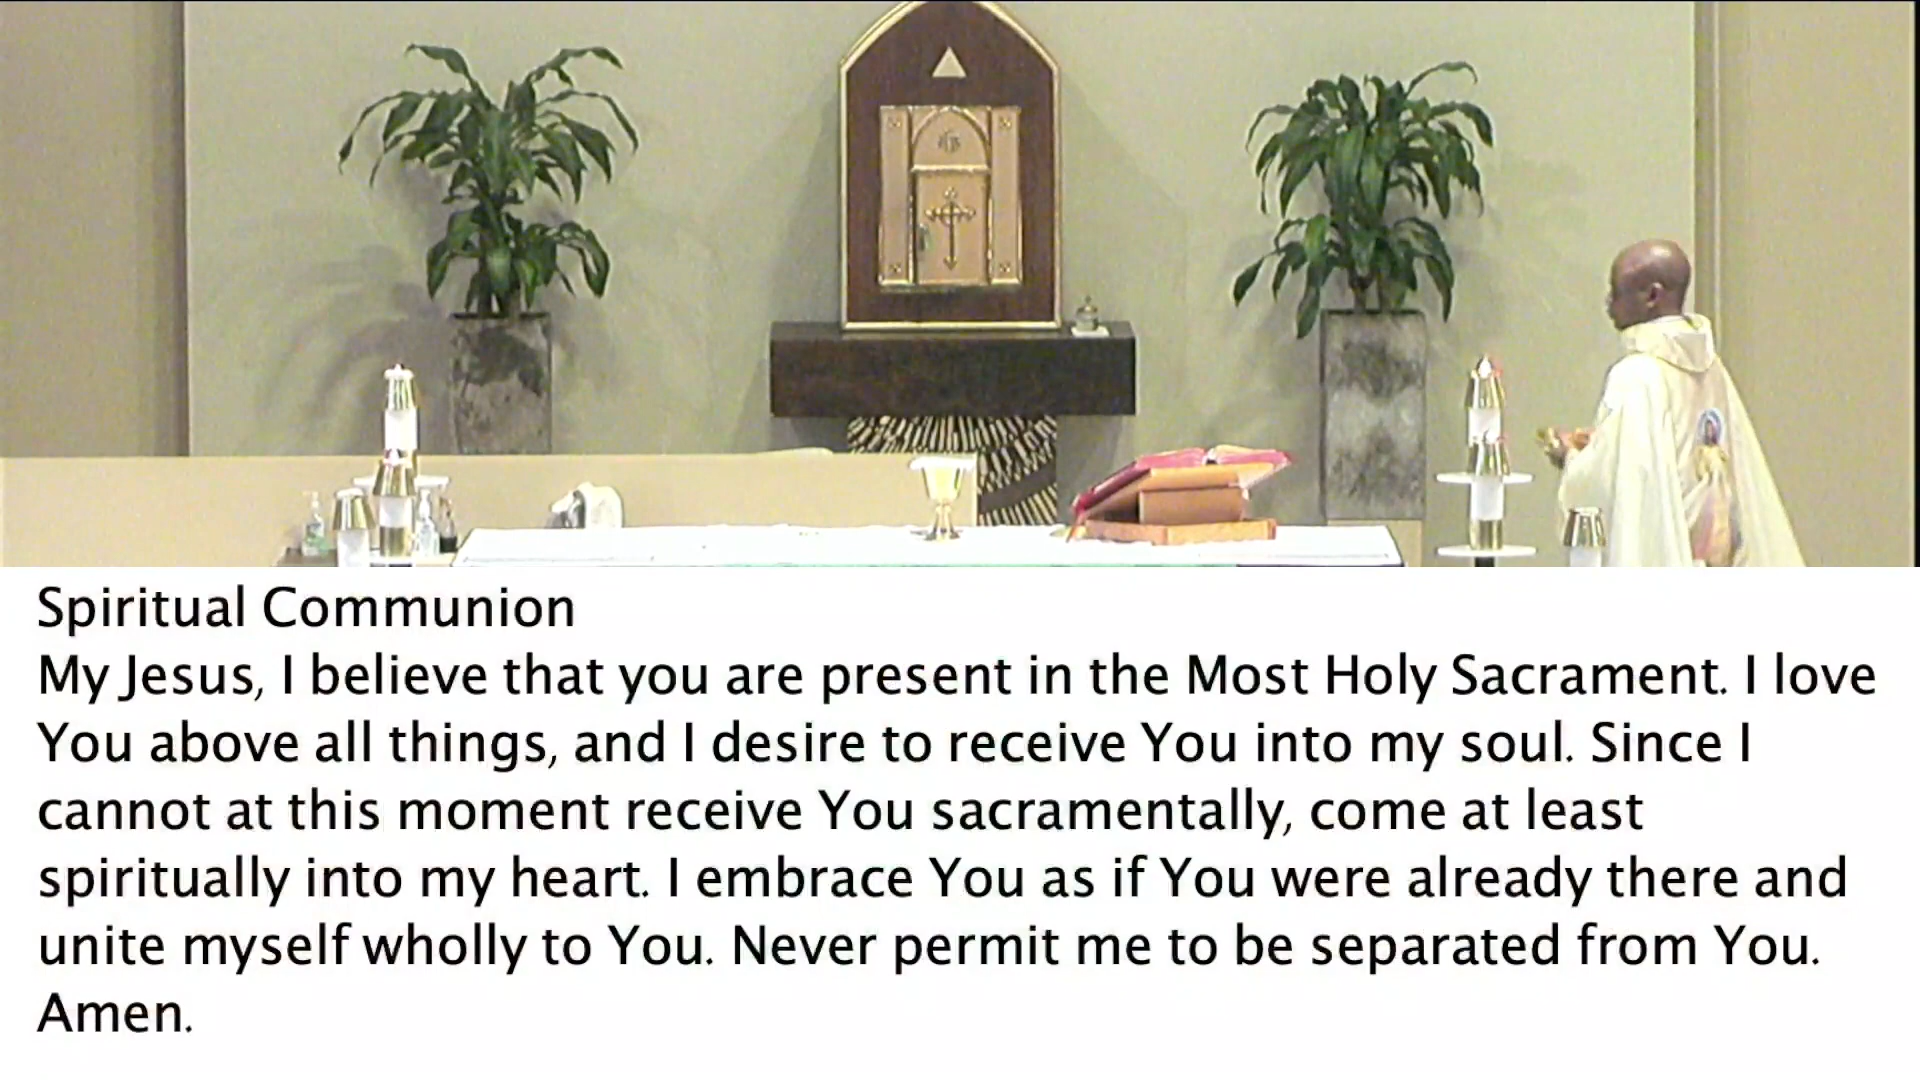 Spiritual Communion
My Jesus, I believe that you are present in the Most Holy Sacrament. I love
You above all things, and I desire to receive You into my soul. Since I
cannot at this moment receive You sacramentally, come at least
spiritually into my heart. I embrace You as if You were already there and
unite myself wholly to You. Never permit me to be separated from You.
Amen.